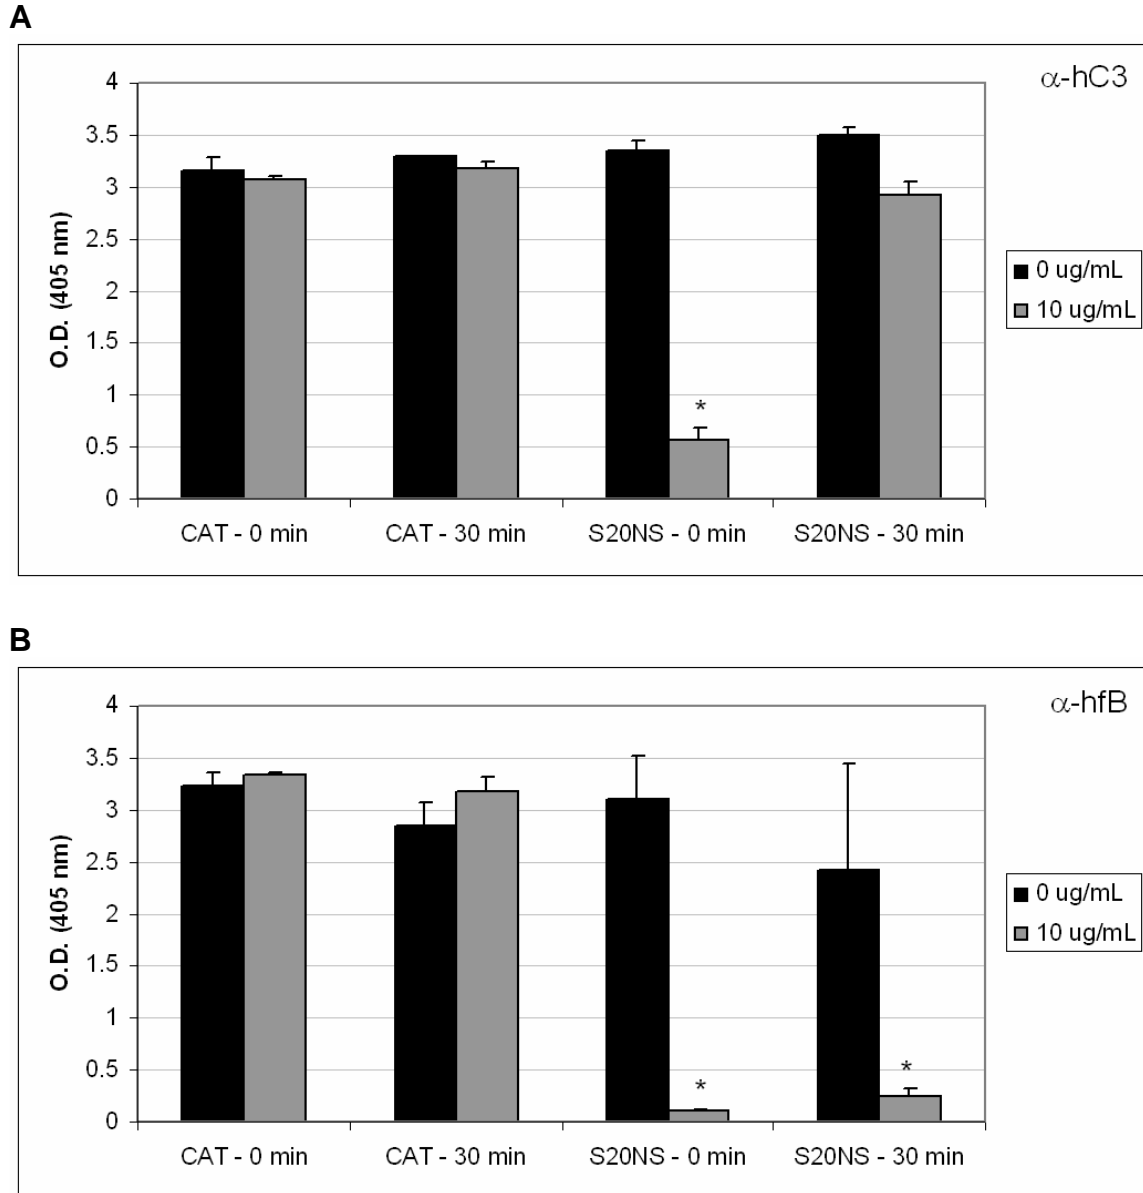 A
α-hC3
4
3.5
3
2.5
2
1.5
1
0.5
0
O.D. (405 nm)
*
CAT - 0 min CAT - 30 min S20NS - 0 min S20NS - 30 min
0 ug/mL
10 ug/mL
B
α-hfB
4
3.5
3
2.5
2
1.5
1
0.5
0
O.D. (405 nm)
* *
CAT - 0 min CAT - 30 min S20NS - 0 min S20NS - 30 min
0 ug/mL
10 ug/mL